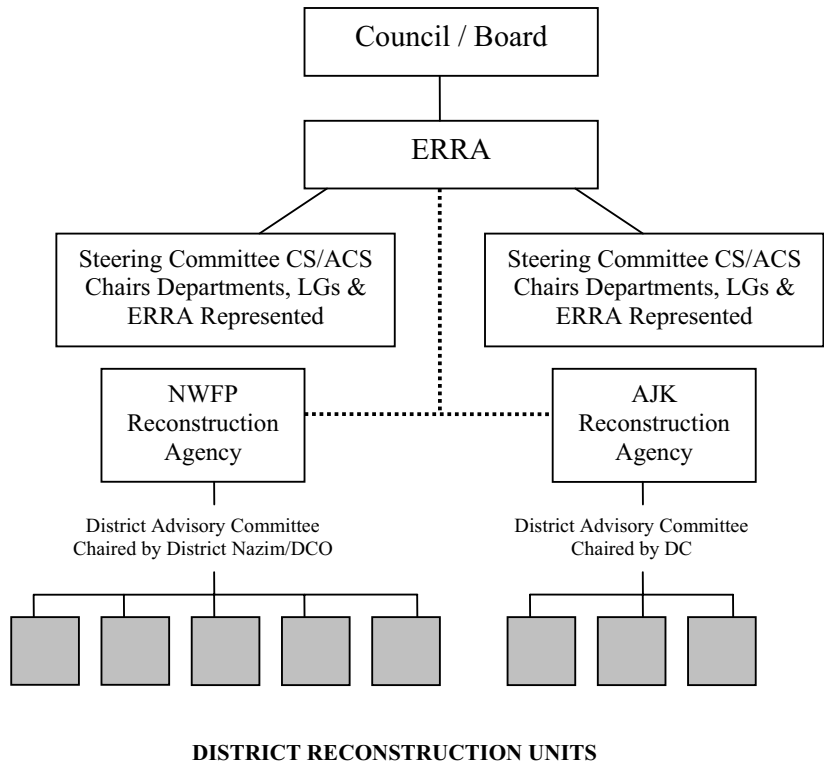 Council / Board
ERRA
Steering Committee CS/ACS
Chairs Departments, LGs &
ERRA Represented
Steering Committee CS/ACS
Chairs Departments, LGs &
ERRA Represented
NWFP
Reconstruction
Agency
AJK
Reconstruction
Agency
District Advisory Committee
Chaired by District Nazim/DCO
District Advisory Committee
Chaired by DC
DISTRICT RECONSTRUCTION UNITS